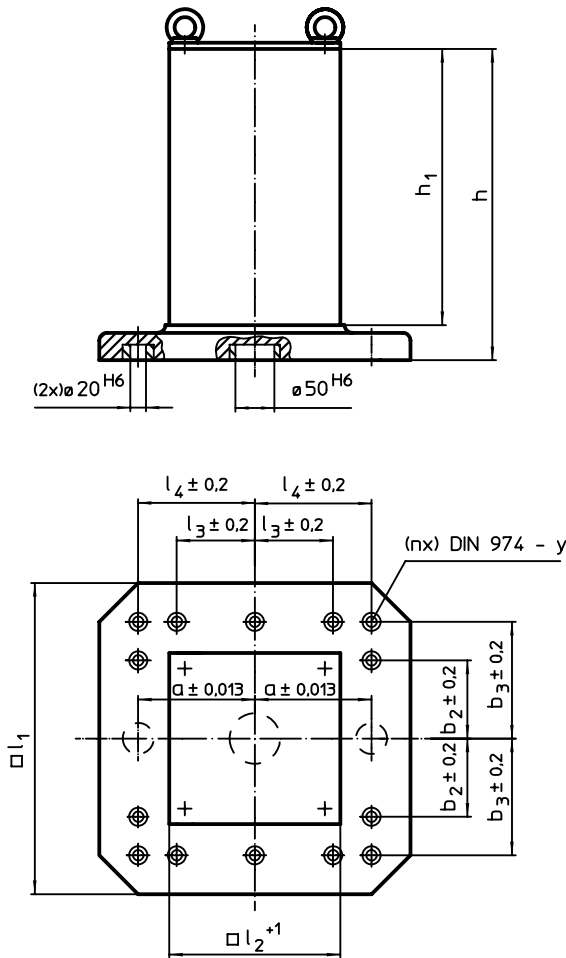 h₁
h
(2x)ø 20 H6
ø 50 H6
l₄ ± 0,2
l₄ ± 0,2
l₃ ± 0,2
l₃ ± 0,2
(nx) DIN 974 - y
a ± 0,013
a ± 0,013
b₂ ± 0,2
b₃ ± 0,2
b₂ ± 0,2
b₃ ± 0,2
□ l₁
□ l₂ +1